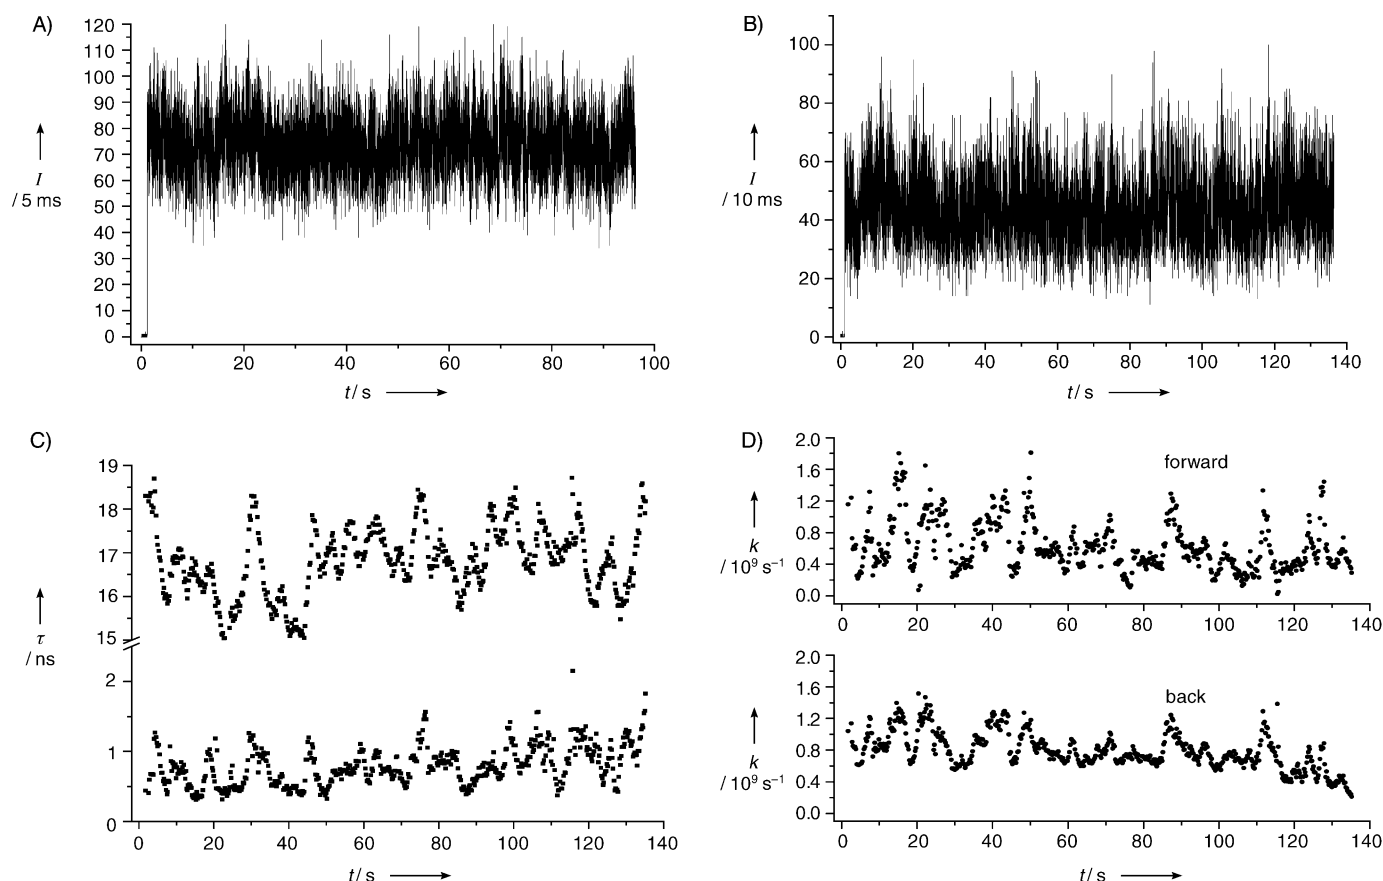 A)
120
110
100
90
80
70
60
50
40
30
20
10
0
I
/ 5 ms
0 20 40 60 80 100
t / s
B)
100
80
60
40
20
0
I
/ 10 ms
0 20 40 60 80 100 120 140
t / s
C)
19
18
17
16
15
2
1
0
τ
/ ns
0 20 40 60 80 100 120 140
t / s
D)
2.0
1.6
1.2
0.8
0.4
0.0
forward
k
/ 10⁹ s⁻¹
0 20 40 60 80 100 120 140
2.0
1.6
1.2
0.8
0.4
0.0
back
k
/ 10⁹ s⁻¹
0 20 40 60 80 100 120 140
t / s